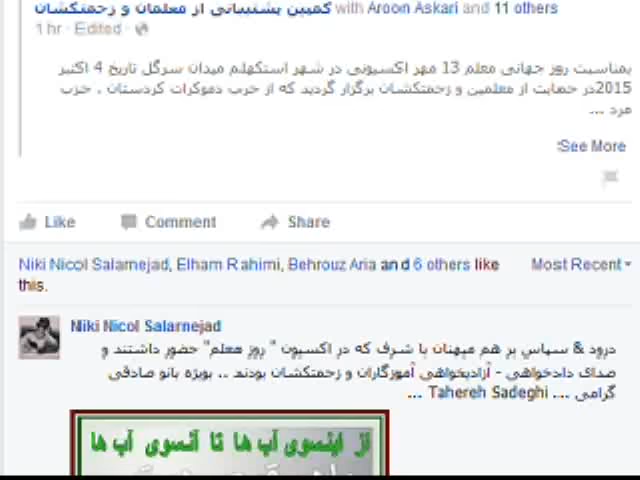 کمپین پشتیبانی از معلمان و زحمتکشان with Aroon Askari and 11 others
1 hr · Edited ·
بمناسبت روز جهانی معلم 13 مهر اکسیونی در شهر استکهلم میدان سرگل تاریخ 4 اکتبر
2015در حمایت از معلمین و زحمتکشان برگزار گردید که از حزب دموکرات کردستان ، حزب
مرد ...
See More
Like Comment Share
Niki Nicol Salarnejad, Elham Rahimi, Behrouz Aria and 6 others like
this.
Most Recent
Niki Nicol Salarnejad
درود & سپاس بر هم میهنان با شرف که در اکسیون " روز معلم" حضور داشتند و
صدای دادخواهی - آزادیخواهی آموزگاران و زحمتکشان بودند .. بویژه بانو صادقی
گرامی ... Tahereh Sadeghi ...
از اینسوی آب ها تا آنسوی آب ها